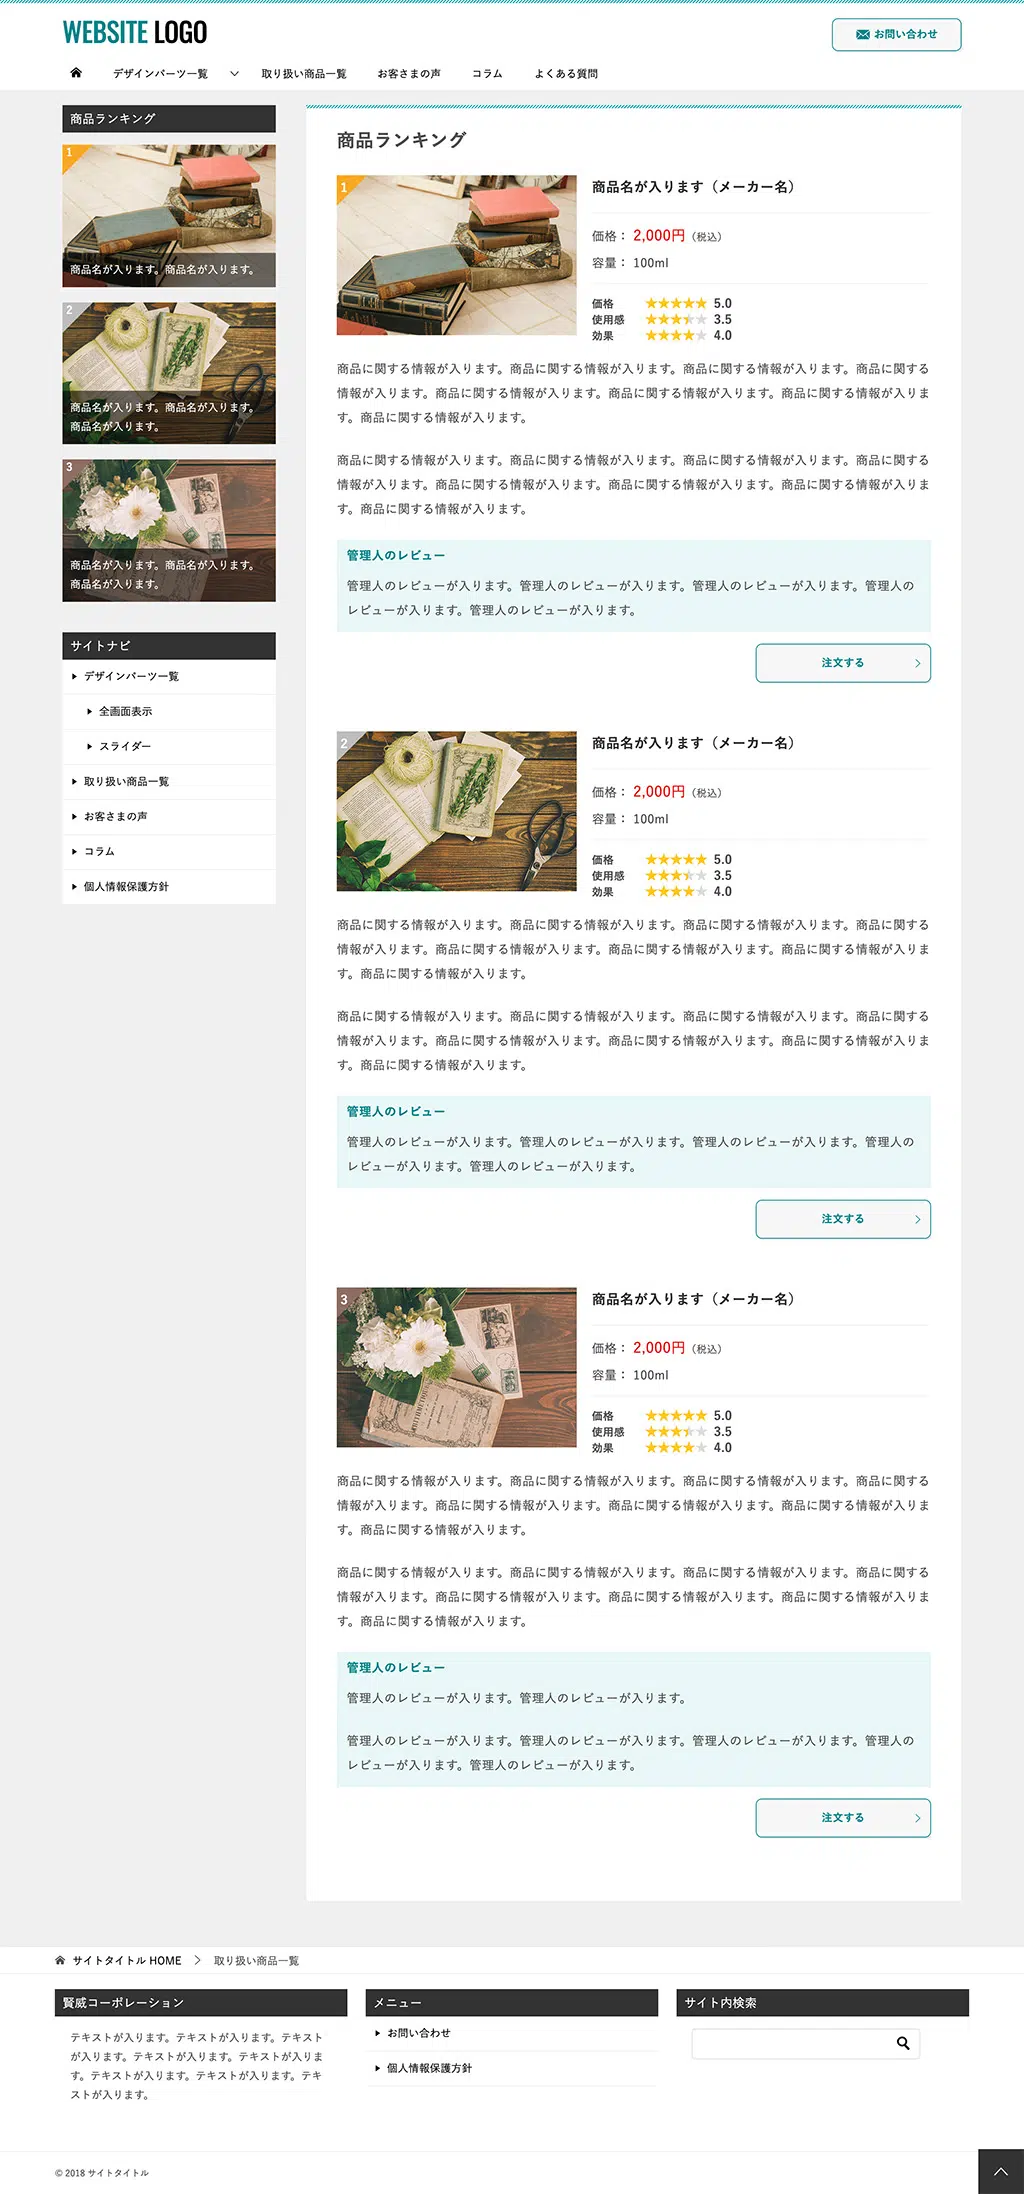 WEBSITE LOGO
お問い合わせ
デザインパーツ一覧
取り扱い商品一覧
お客さまの声
コラム
よくある質問
商品ランキング
1
商品名が入ります。商品名が入ります。
2
商品名が入ります。商品名が入ります。
商品名が入ります。
3
商品名が入ります。商品名が入ります。
商品名が入ります。
サイトナビ
デザインパーツ一覧
全画面表示
スライダー
取り扱い商品一覧
お客さまの声
コラム
個人情報保護方針
商品ランキング
1
商品名が入ります（メーカー名）
価格： 2,000円（税込）
容量： 100ml
価格 ★★★★★ 5.0
使用感 ★★★★★ 3.5
効果 ★★★★★ 4.0
商品に関する情報が入ります。商品に関する情報が入ります。商品に関する情報が入ります。商品に関する
情報が入ります。商品に関する情報が入ります。商品に関する情報が入ります。商品に関する情報が入りま
す。商品に関する情報が入ります。
商品に関する情報が入ります。商品に関する情報が入ります。商品に関する情報が入ります。商品に関する
情報が入ります。商品に関する情報が入ります。商品に関する情報が入ります。商品に関する情報が入りま
す。商品に関する情報が入ります。
管理人のレビュー
管理人のレビューが入ります。管理人のレビューが入ります。管理人のレビューが入ります。管理人の
レビューが入ります。管理人のレビューが入ります。
注文する
2
商品名が入ります（メーカー名）
価格： 2,000円（税込）
容量： 100ml
価格 ★★★★★ 5.0
使用感 ★★★★★ 3.5
効果 ★★★★★ 4.0
商品に関する情報が入ります。商品に関する情報が入ります。商品に関する情報が入ります。商品に関する
情報が入ります。商品に関する情報が入ります。商品に関する情報が入ります。商品に関する情報が入りま
す。商品に関する情報が入ります。
商品に関する情報が入ります。商品に関する情報が入ります。商品に関する情報が入ります。商品に関する
情報が入ります。商品に関する情報が入ります。商品に関する情報が入ります。商品に関する情報が入りま
す。商品に関する情報が入ります。
管理人のレビュー
管理人のレビューが入ります。管理人のレビューが入ります。管理人のレビューが入ります。管理人の
レビューが入ります。管理人のレビューが入ります。
注文する
3
商品名が入ります（メーカー名）
価格： 2,000円（税込）
容量： 100ml
価格 ★★★★★ 5.0
使用感 ★★★★★ 3.5
効果 ★★★★★ 4.0
商品に関する情報が入ります。商品に関する情報が入ります。商品に関する情報が入ります。商品に関する
情報が入ります。商品に関する情報が入ります。商品に関する情報が入ります。商品に関する情報が入りま
す。商品に関する情報が入ります。
商品に関する情報が入ります。商品に関する情報が入ります。商品に関する情報が入ります。商品に関する
情報が入ります。商品に関する情報が入ります。商品に関する情報が入ります。商品に関する情報が入りま
す。商品に関する情報が入ります。
管理人のレビュー
管理人のレビューが入ります。管理人のレビューが入ります。
管理人のレビューが入ります。管理人のレビューが入ります。管理人のレビューが入ります。管理人の
レビューが入ります。管理人のレビューが入ります。
注文する
サイトタイトル HOME
取り扱い商品一覧
賢威コーポレーション
テキストが入ります。テキストが入ります。テキスト
が入ります。テキストが入ります。テキストが入りま
す。テキストが入ります。テキストが入ります。テキ
ストが入ります。
メニュー
お問い合わせ
個人情報保護方針
サイト内検索
© 2018 サイトタイトル